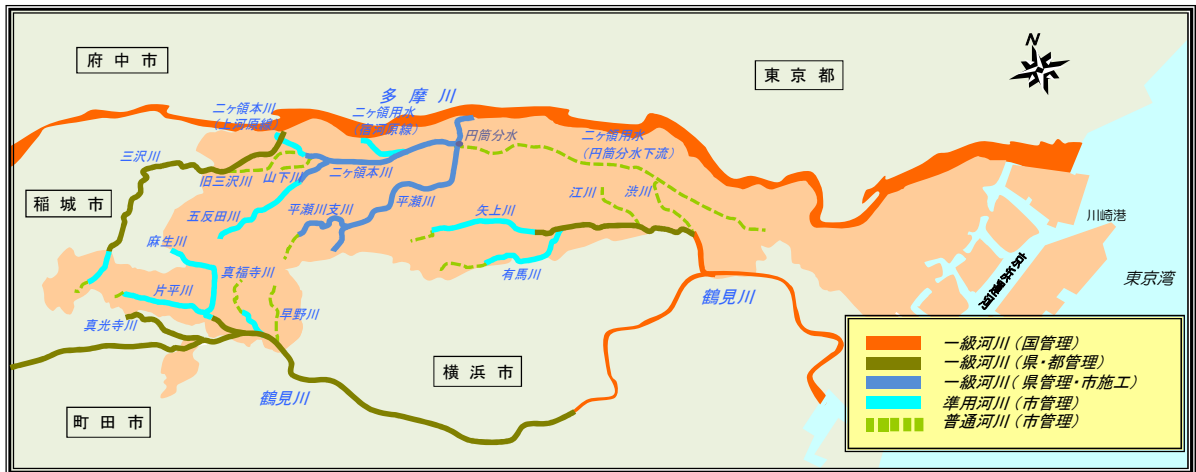 府中市
東京都
N
多摩川
二ヶ領本川
(上河原線)
二ヶ領用水
(宿河原線)
円筒分水
二ヶ領用水
(円筒分水下流)
三沢川
旧三沢川
山下川
二ヶ領本川
江川
渋川
稲城市
五反田川
平瀬川支川
平瀬川
矢上川
川崎港
麻生川
真福寺川
有馬川
京浜運河
東京湾
片平川
早野川
鶴見川
真光寺川
横浜市
鶴見川
町田市
一級河川(国管理)
一級河川(県・都管理)
一級河川(県管理・市施工)
準用河川(市管理)
普通河川(市管理)